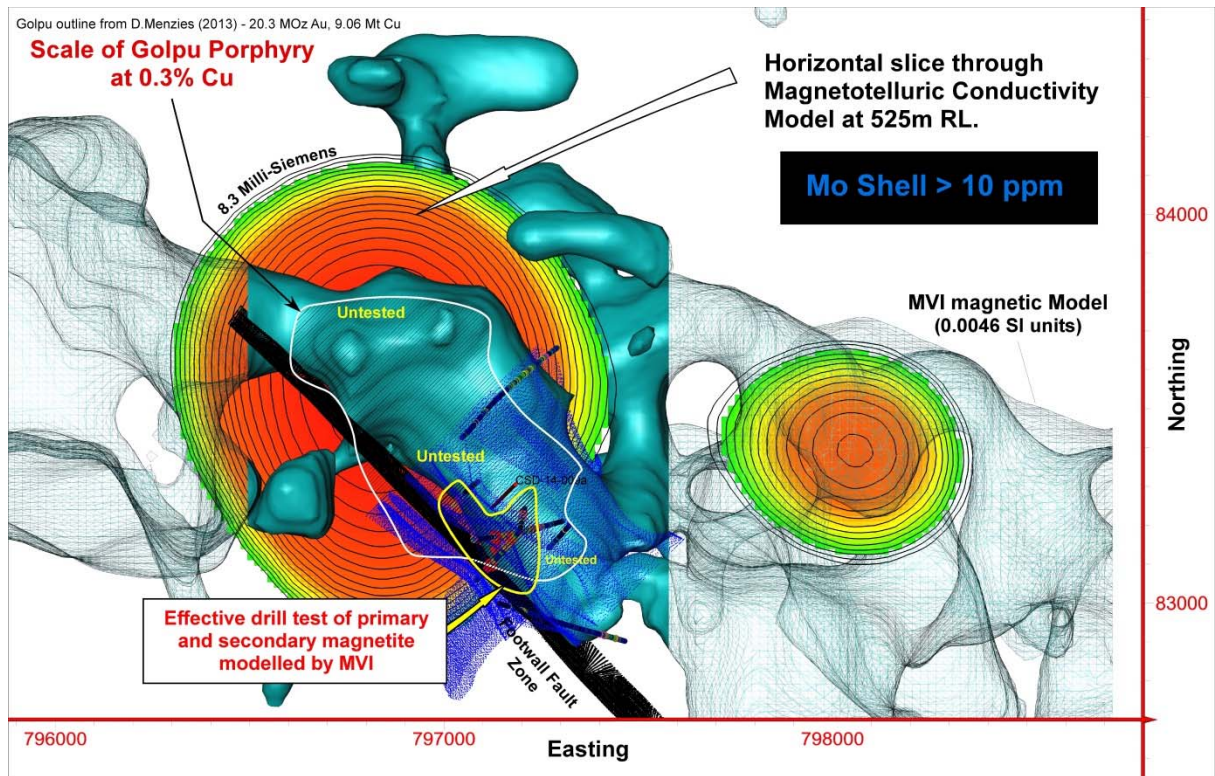 Golpu outline from D.Menzies (2013) - 20.3 MOz Au, 9.06 Mt Cu
Scale of Golpu Porphyry
at 0.3% Cu
Horizontal slice through
Magnetotelluric Conductivity
Model at 525m RL.
Mo Shell > 10 ppm
8.3 Milli-Siemens
84000
MVI magnetic Model
(0.0046 SI units)
Untested
Northing
Untested
CSD-14-003a
Untested
Effective drill test of primary
and secondary magnetite
modelled by MVI
Footwall Fault
Zone
83000
796000
797000
Easting
798000